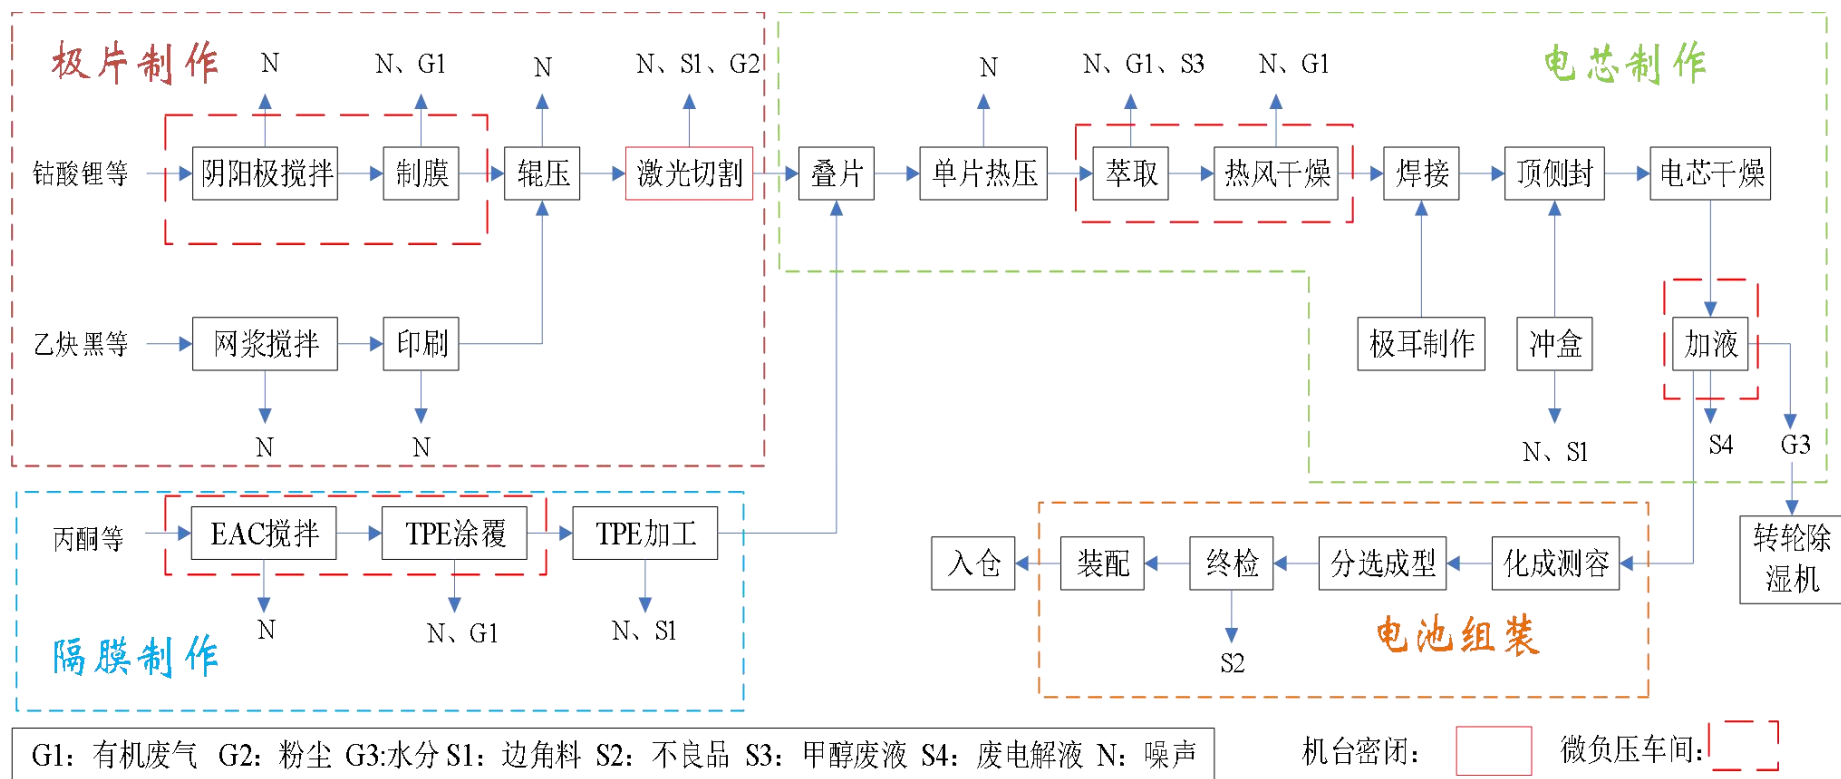 极片制作
电芯制作
N
N、G1
N
N、S1、G2
N
N、G1、S3
N、G1
钴酸锂等
阴阳极搅拌
制膜
辊压
激光切割
叠片
单片热压
萃取
热风干燥
焊接
顶侧封
电芯干燥
乙炔黑等
网浆搅拌
印刷
极耳制作
冲盒
加液
N
N
N、S1
S4
G3
丙酮等
EAC搅拌
TPE涂覆
TPE加工
入仓
装配
终检
分选成型
化成测容
转轮除
湿机
N
N、G1
N、S1
S2
隔膜制作
电池组装
G1：有机废气 G2：粉尘 G3:水分 S1：边角料 S2：不良品 S3：甲醇废液 S4：废电解液 N：噪声
机台密闭：
微负压车间：